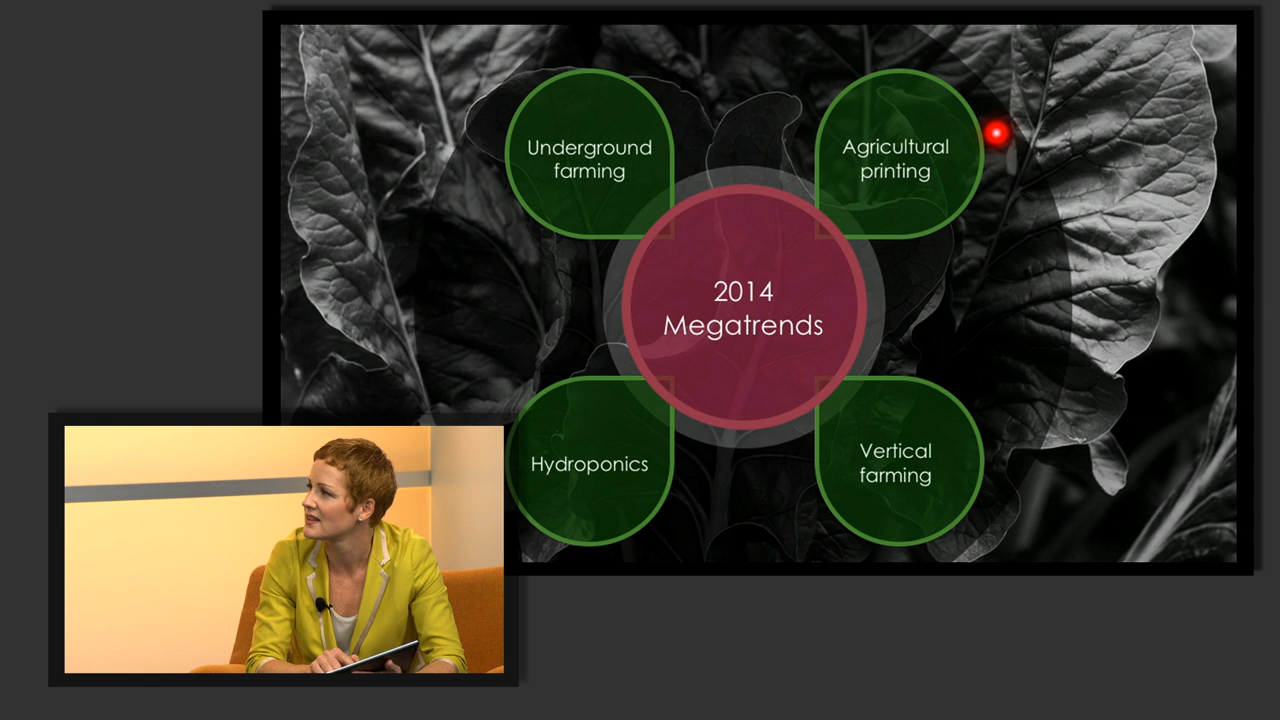 Underground
farming
Agricultural
printing
2014
Megatrends
Hydroponics
Vertical
farming